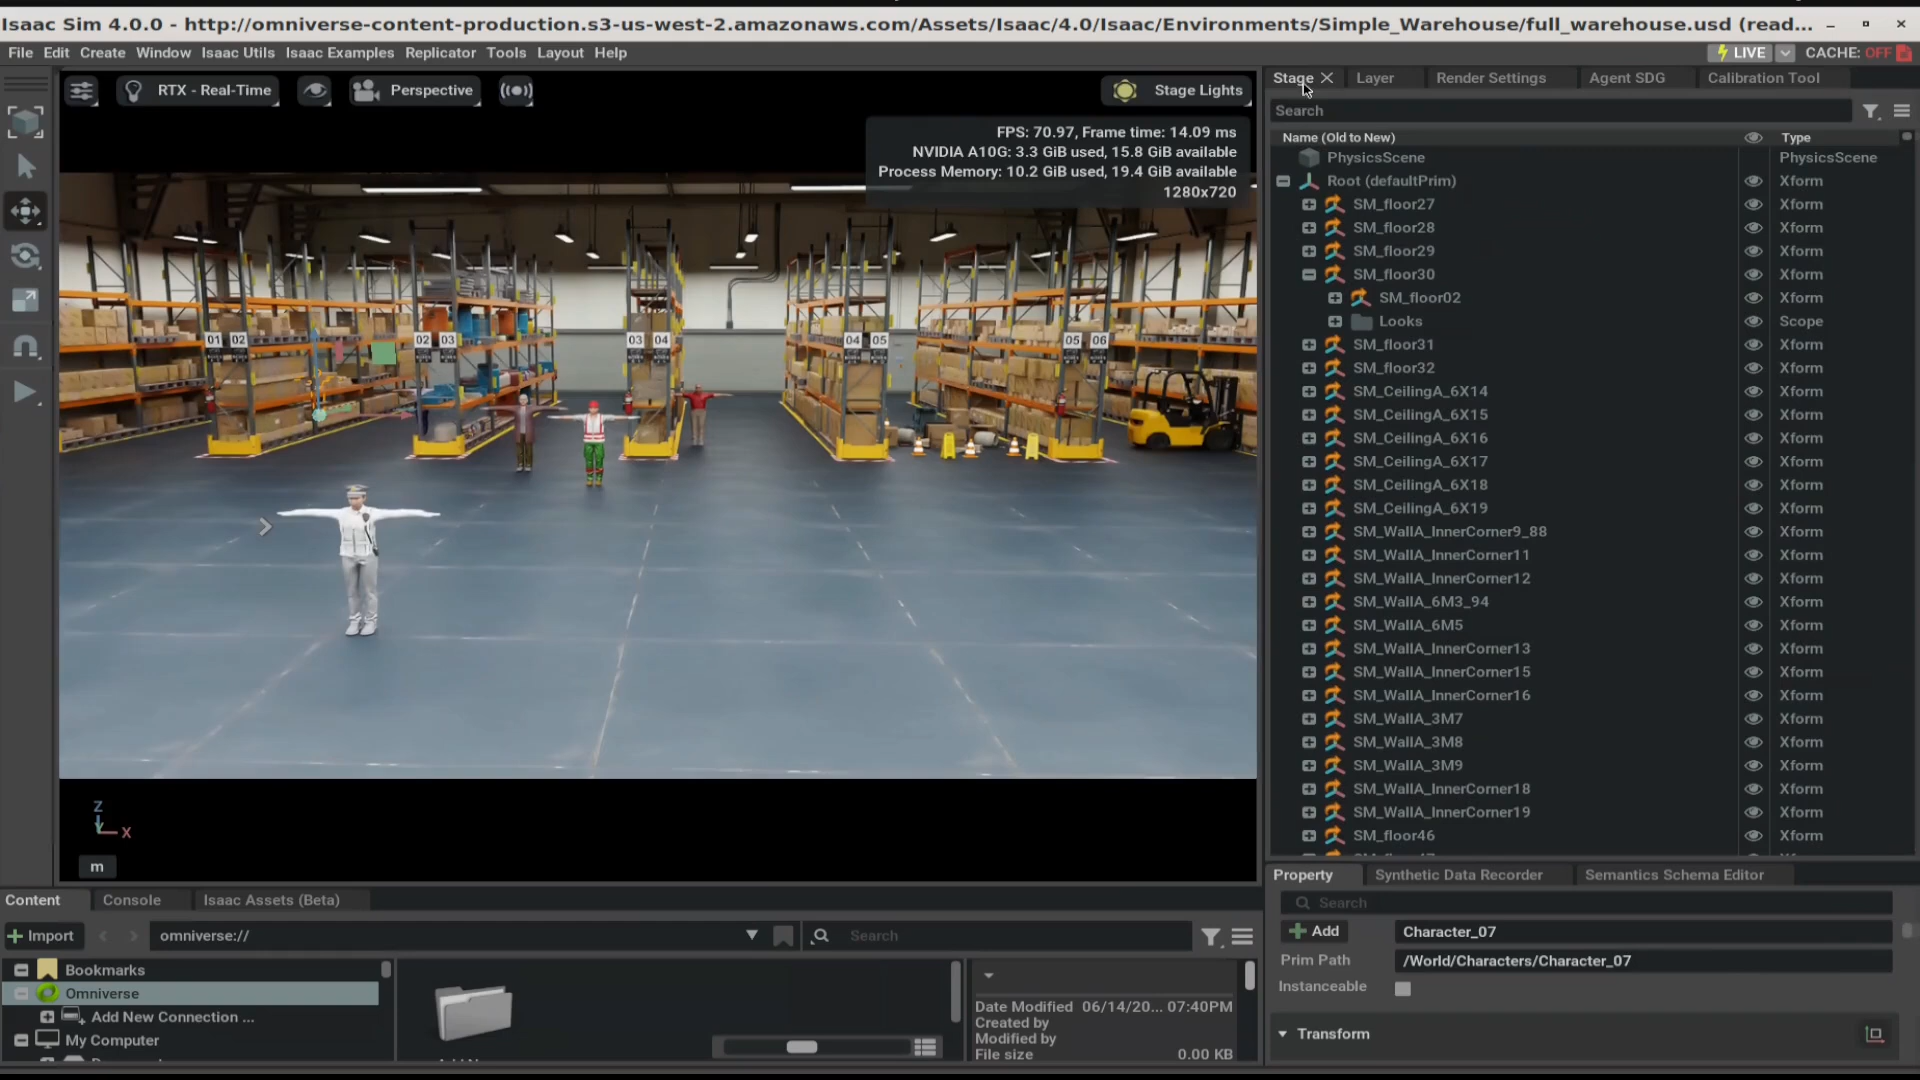 Isaac Sim 4.0.0 - http://omniverse-content-production.s3-us-west-2.amazonaws.com/Assets/Isaac/4.0/Isaac/Environments/Simple_Warehouse/full_warehouse.usd (read...
File Edit Create Window Isaac Utils Isaac Examples Replicator Tools Layout Help
LIVE CACHE: OFF
RTX - Real-Time
Perspective
Stage Lights
FPS: 70.97, Frame time: 14.09 ms
NVIDIA A10G: 3.3 GiB used, 15.8 GiB available
Process Memory: 10.2 GiB used, 19.4 GiB available
1280x720
01 02
02 03
03 04
04 05
05 06
Z
X
m
Stage Layer Render Settings Agent SDG Calibration Tool
Search
Name (Old to New) Type
PhysicsScene PhysicsScene
Root (defaultPrim) Xform
SM_floor27 Xform
SM_floor28 Xform
SM_floor29 Xform
SM_floor30 Xform
SM_floor02 Xform
Looks Scope
SM_floor31 Xform
SM_floor32 Xform
SM_CeilingA_6X14 Xform
SM_CeilingA_6X15 Xform
SM_CeilingA_6X16 Xform
SM_CeilingA_6X17 Xform
SM_CeilingA_6X18 Xform
SM_CeilingA_6X19 Xform
SM_WallA_InnerCorner9_88 Xform
SM_WallA_InnerCorner11 Xform
SM_WallA_InnerCorner12 Xform
SM_WallA_6M3_94 Xform
SM_WallA_6M5 Xform
SM_WallA_InnerCorner13 Xform
SM_WallA_InnerCorner15 Xform
SM_WallA_InnerCorner16 Xform
SM_WallA_3M7 Xform
SM_WallA_3M8 Xform
SM_WallA_3M9 Xform
SM_WallA_InnerCorner18 Xform
SM_WallA_InnerCorner19 Xform
SM_floor46 Xform
Content Console Isaac Assets (Beta)
Import omniverse:// Search
Bookmarks
Omniverse
Add New Connection ...
My Computer
Date Modified 06/14/20... 07:40PM
Created by
Modified by
File size 0.00 KB
Property Synthetic Data Recorder Semantics Schema Editor
Search
Add Character_07
Prim Path /World/Characters/Character_07
Instanceable
Transform